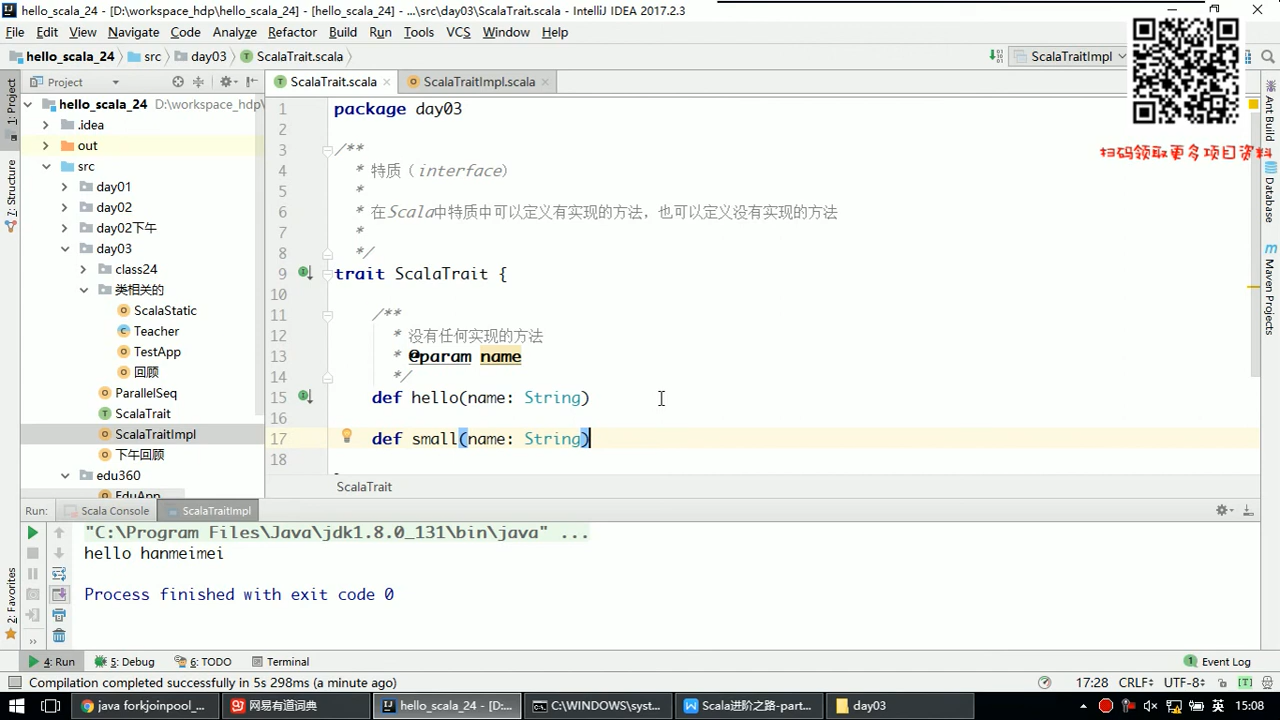 hello_scala_24 - [D:\workspace_hdp\hello_scala_24] - [hello_scala_24] - ...\src\day03\ScalaTrait.scala - IntelliJ IDEA 2017.2.3
File Edit View Navigate Code Analyze Refactor Build Run Tools VCS Window Help
hello_scala_24 src day03 ScalaTrait.scala ScalaTraitImpl
扫码领取更多项目资料
Project
ScalaTrait.scala ScalaTraitImpl.scala
1: Project
7: Structure
2: Favorites
hello_scala_24 D:\workspace_hdp\
.idea
out
src
day01
day02
day02下午
day03
class24
类相关的
ScalaStatic
Teacher
TestApp
回顾
ParallelSeq
ScalaTrait
ScalaTraitImpl
下午回顾
edu360
EduApp
1 package day03
2
3 /**
4 * 特质（interface）
5 *
6 * 在Scala中特质中可以定义有实现的方法，也可以定义没有实现的方法
7 *
8 */
9 trait ScalaTrait {
10
11 /**
12 * 没有任何实现的方法
13 * @param name
14 */
15 def hello(name: String)
16
17 def small(name: String)
18
ScalaTrait
Ant Build
Database
Maven Projects
Run: Scala Console ScalaTraitImpl
"C:\Program Files\Java\jdk1.8.0_131\bin\java" ...
hello hanmeimei
Process finished with exit code 0
4: Run 5: Debug 6: TODO Terminal 1 Event Log
Compilation completed successfully in 5s 298ms (a minute ago) 17:28 CRLF UTF-8
java forkjoinpool_... 网易有道词典 hello_scala_24 - [D:... C:\WINDOWS\syst... Scala进阶之路-part... day03 英 15:08